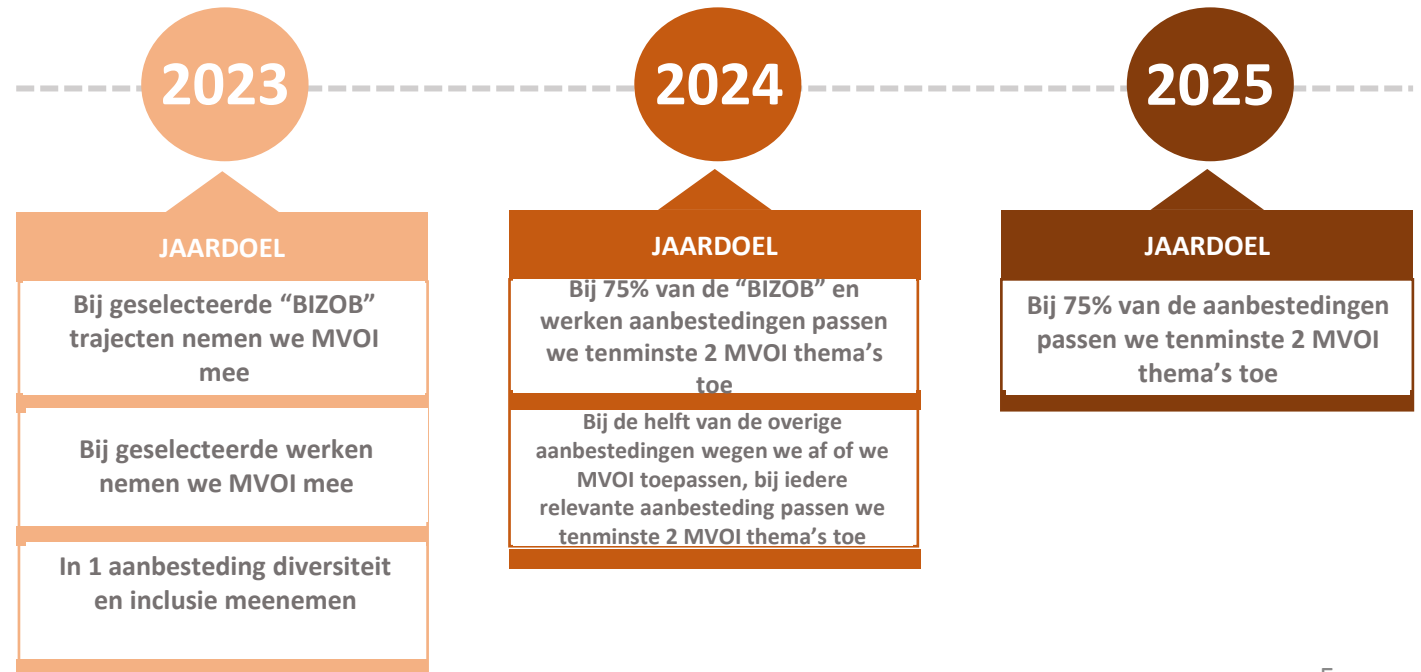 2023
JAARDOEL
Bij geselecteerde “BIZOB”
trajecten nemen we MVOI
mee
Bij geselecteerde werken
nemen we MVOI mee
In 1 aanbesteding diversiteit
en inclusie meenemen
2024
JAARDOEL
Bij 75% van de “BIZOB” en
werken aanbestedingen passen
we tenminste 2 MVOI thema’s
toe
Bij de helft van de overige
aanbestedingen wegen we af of we
MVOI toepassen, bij iedere
relevante aanbesteding passen we
tenminste 2 MVOI thema’s toe
2025
JAARDOEL
Bij 75% van de aanbestedingen
passen we tenminste 2 MVOI
thema’s toe